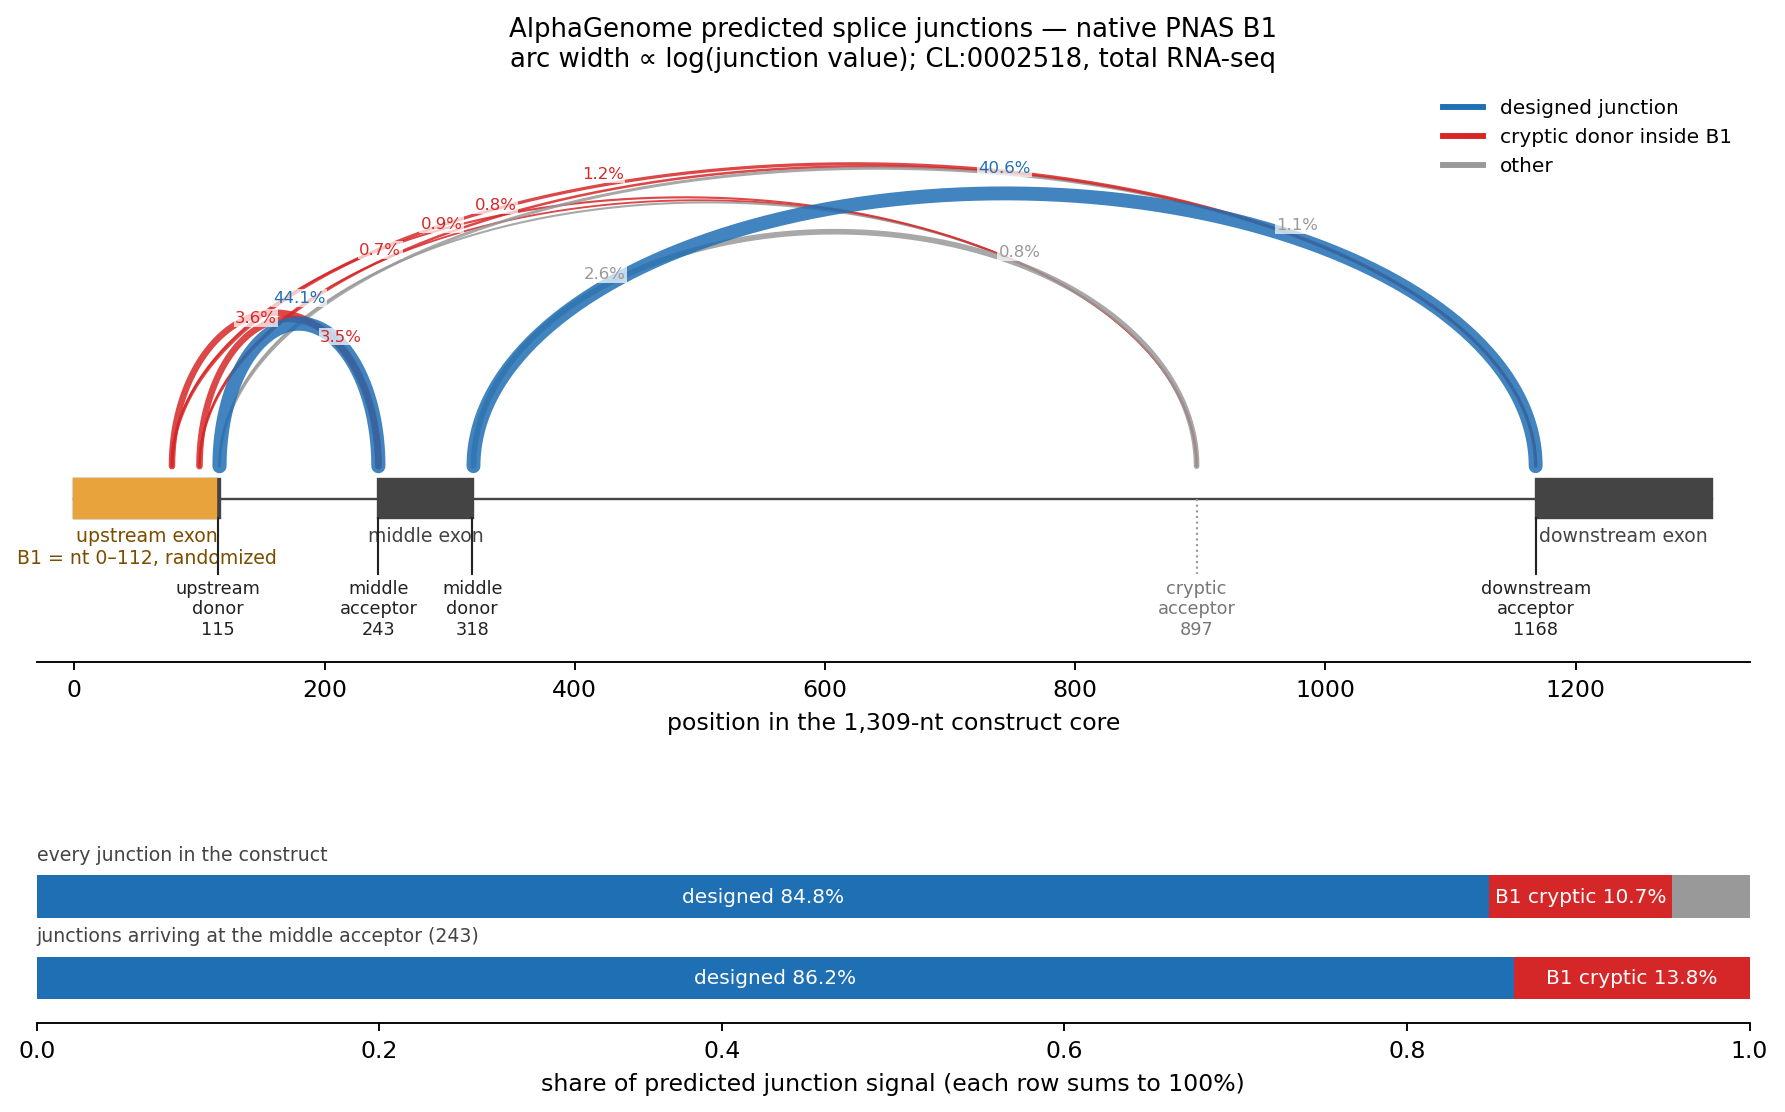 AlphaGenome predicted splice junctions — native PNAS B1
arc width ∝ log(junction value); CL:0002518, total RNA-seq
designed junction
cryptic donor inside B1
other
1.2%
40.6%
0.8%
0.9%
1.1%
0.7%
0.8%
2.6%
44.1%
3.6%
3.5%
upstream exon
B1 = nt 0–112, randomized
middle exon
downstream exon
upstream
donor
115
middle
acceptor
243
middle
donor
318
cryptic
acceptor
897
downstream
acceptor
1168
0 200 400 600 800 1000 1200
position in the 1,309-nt construct core
every junction in the construct
designed 84.8% B1 cryptic 10.7%
junctions arriving at the middle acceptor (243)
designed 86.2% B1 cryptic 13.8%
0.0 0.2 0.4 0.6 0.8 1.0
share of predicted junction signal (each row sums to 100%)